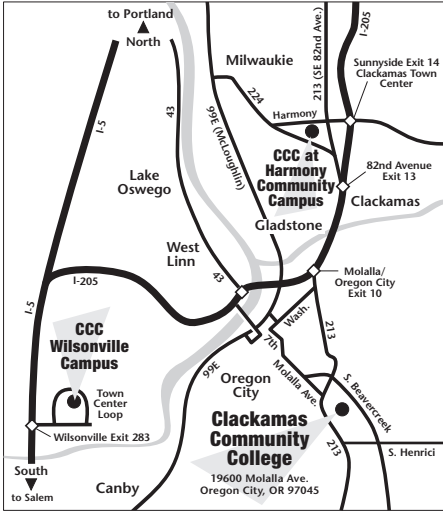 to Portland
North
Milwaukie
213 (SE 82nd Ave.)
I-205
Sunnyside Exit 14
Clackamas Town
Center
224
Harmony
43
99E (McLoughlin)
I-5
CCC at
Harmony
Community
Campus
82nd Avenue
Exit 13
Lake
Oswego
Clackamas
Gladstone
West
Linn
43
Molalla/
Oregon City
Exit 10
I-205
I-5
CCC
Wilsonville
Campus
Wash.
7th
213
99E
Molalla Ave.
S. Beavercreek
Oregon
City
Town
Center
Loop
Wilsonville Exit 283
Clackamas
Community
College
213
S. Henrici
South
to Salem
Canby
19600 Molalla Ave.
Oregon City, OR 97045